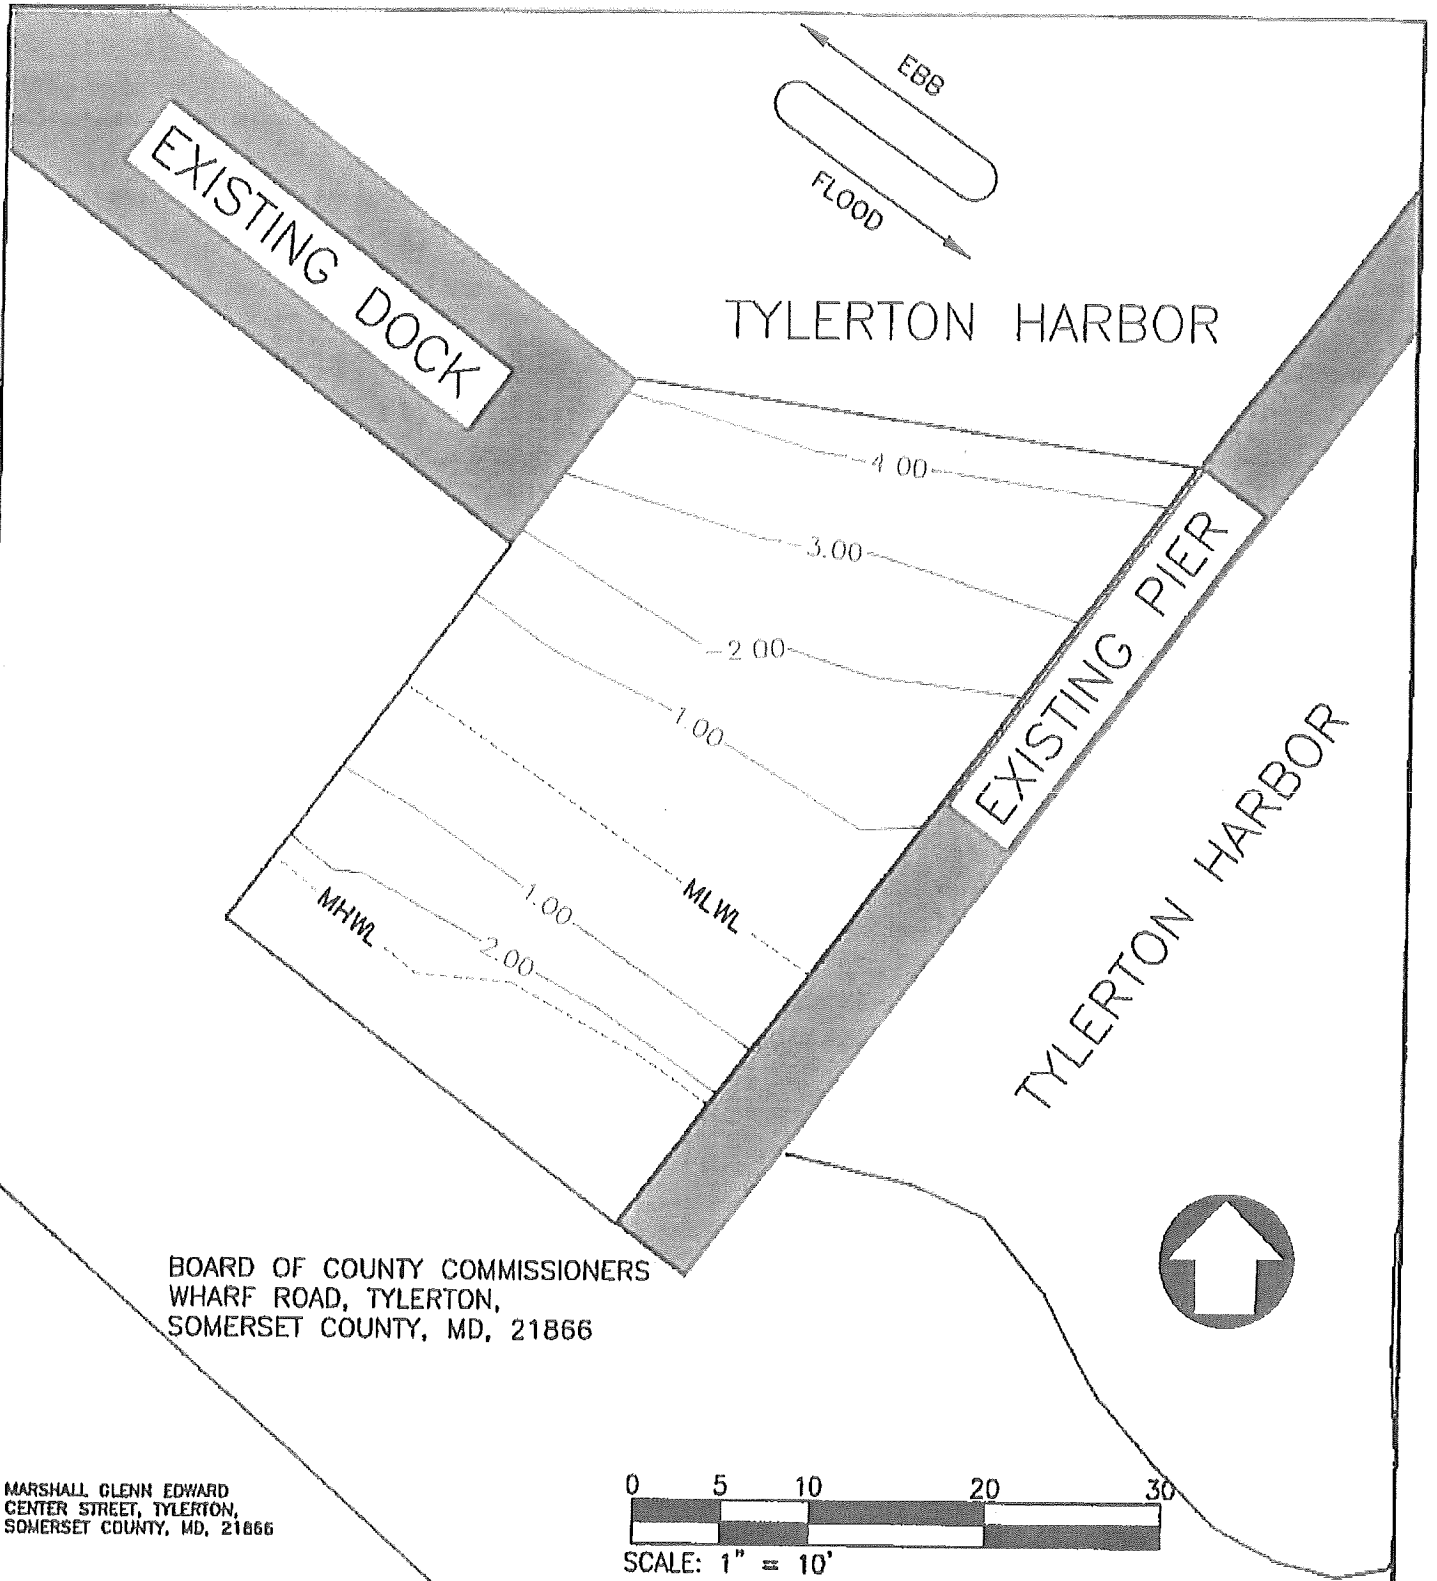 EBB
FLOOD
EXISTING DOCK
TYLERTON HARBOR
4 00
3.00
-2 00
1.00
EXISTING PIER
MLWL
1.00
MHWL
2.00
TYLERTON HARBOR
BOARD OF COUNTY COMMISSIONERS
WHARF ROAD, TYLERTON,
SOMERSET COUNTY, MD, 21866
MARSHALL GLENN EDWARD
CENTER STREET, TYLERTON,
SOMERSET COUNTY, MD, 21866
0 5 10 20 30
SCALE: 1" = 10'